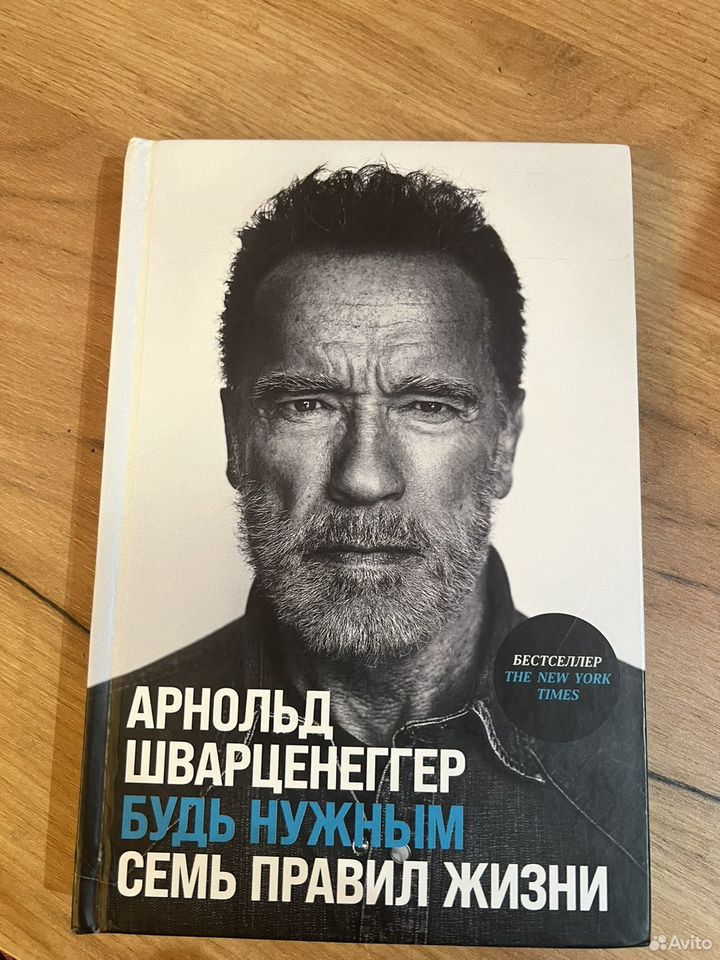 БЕСТСЕЛЛЕР
THE NEW YORK
TIMES
АРНОЛЬД
ШВАРЦЕНЕГГЕР
БУДЬ НУЖНЫМ
СЕМЬ ПРАВИЛ ЖИЗНИ
Avito